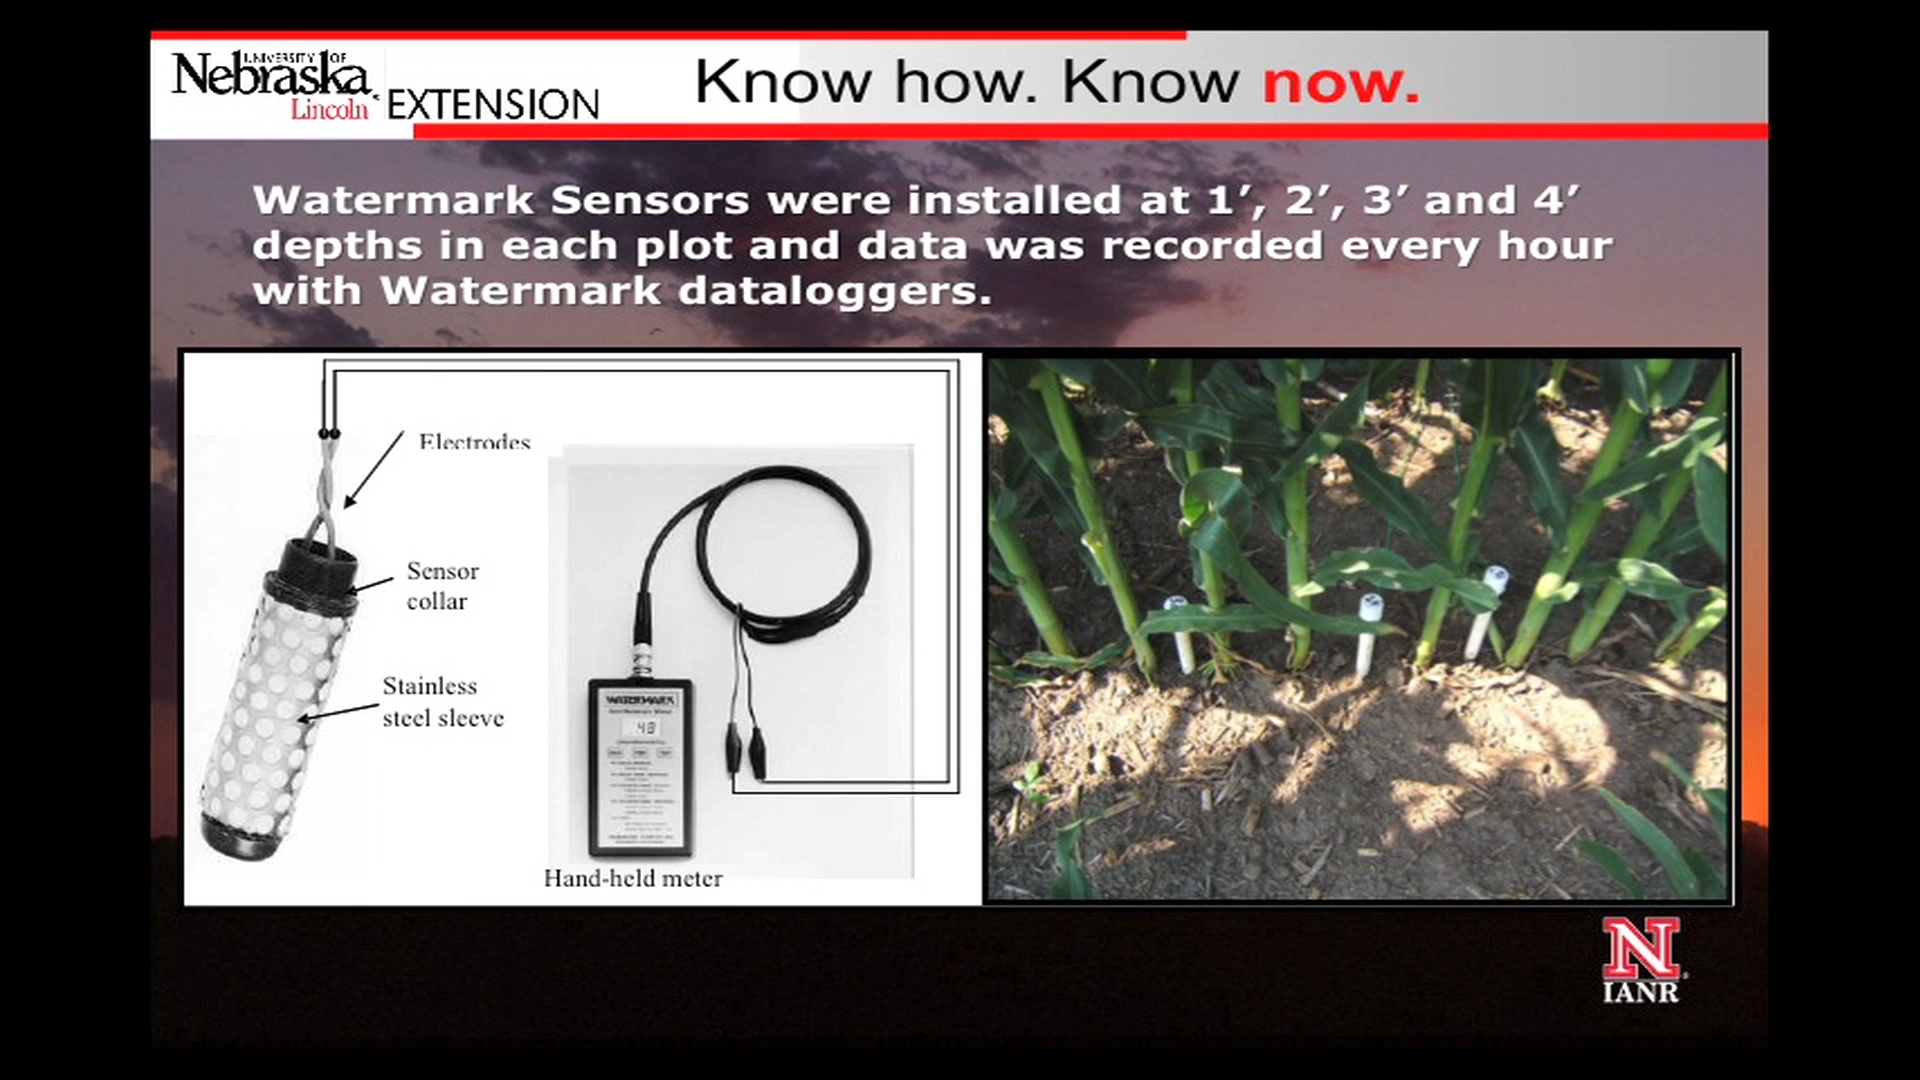 UNIVERSITY OF
Nebraska
Lincoln
EXTENSION
Know how. Know now.
Watermark Sensors were installed at 1’, 2’, 3’ and 4’
depths in each plot and data was recorded every hour
with Watermark dataloggers.
Electrodes
Sensor
collar
Stainless
steel sleeve
WATERMARK
48
Hand-held meter
N
IANR